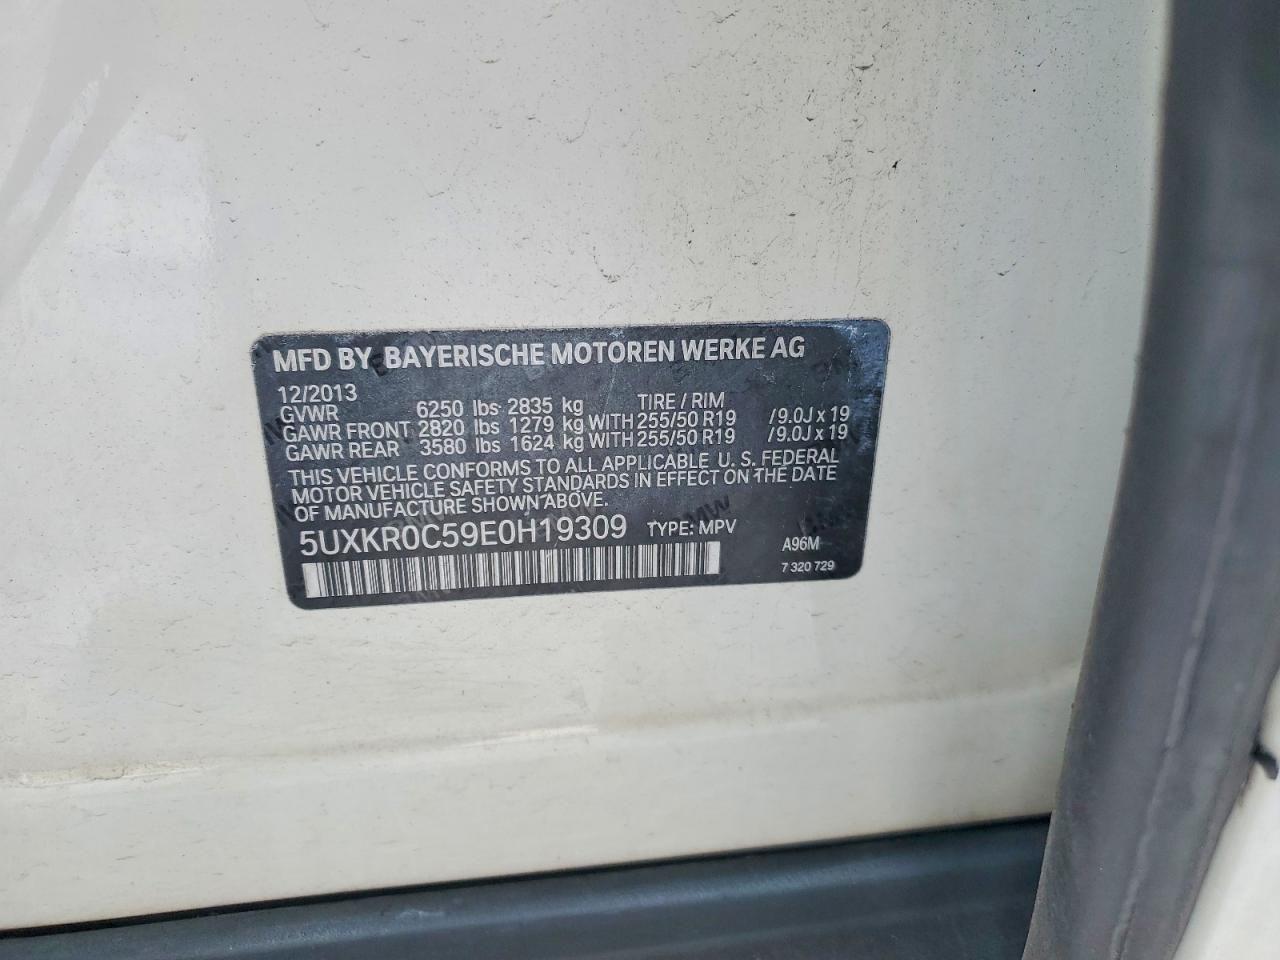 MFD BY BAYERISCHE MOTOREN WERKE AG
12/2013
GVWR 6250 lbs 2835 kg TIRE / RIM
GAWR FRONT 2820 lbs 1279 kg WITH 255/50 R19 /9.0J x 19
GAWR REAR 3580 lbs 1624 kg WITH 255/50 R19 /9.0J x 19
THIS VEHICLE CONFORMS TO ALL APPLICABLE U. S. FEDERAL
MOTOR VEHICLE SAFETY STANDARDS IN EFFECT ON THE DATE
OF MANUFACTURE SHOWN ABOVE.
5UXKR0C59E0H19309 TYPE: MPV
A96M
7 320 729